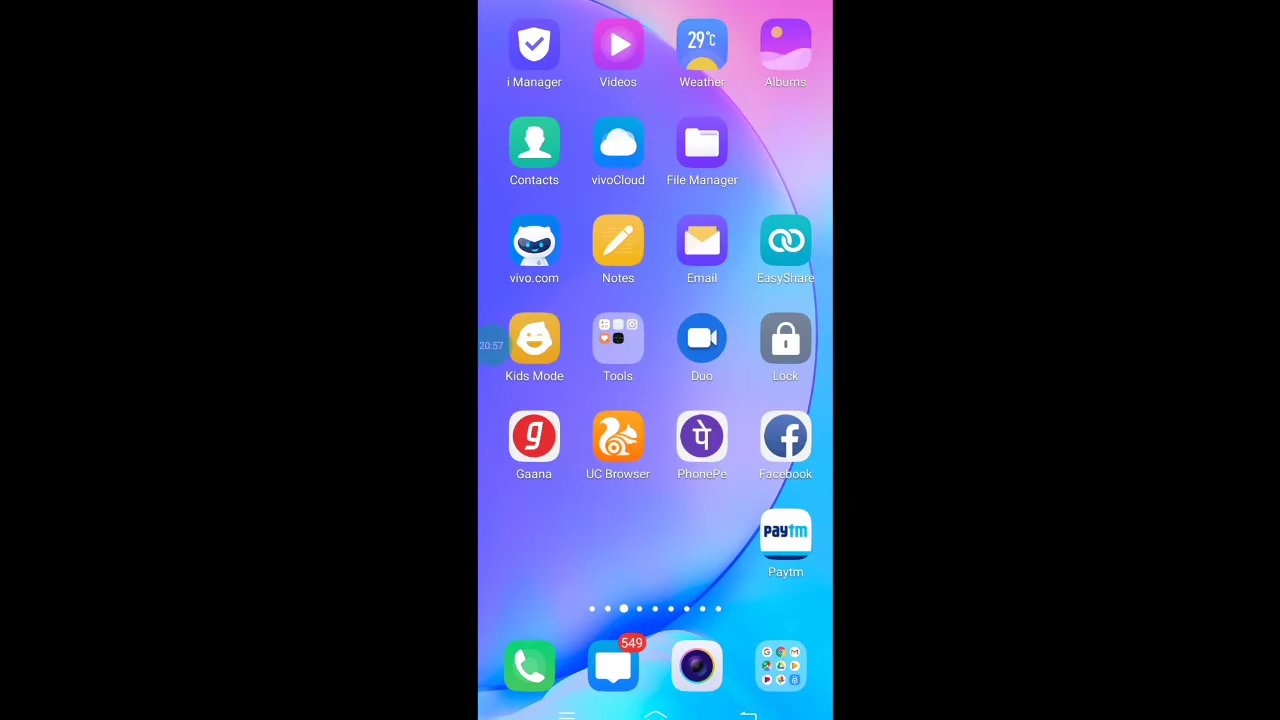 29°c
i Manager Videos Weather Albums
Contacts vivoCloud File Manager
vivo.com Notes Email EasyShare
20:57
Kids Mode Tools Duo Lock
g पे f
Gaana UC Browser PhonePe Facebook
paytm
Paytm
549